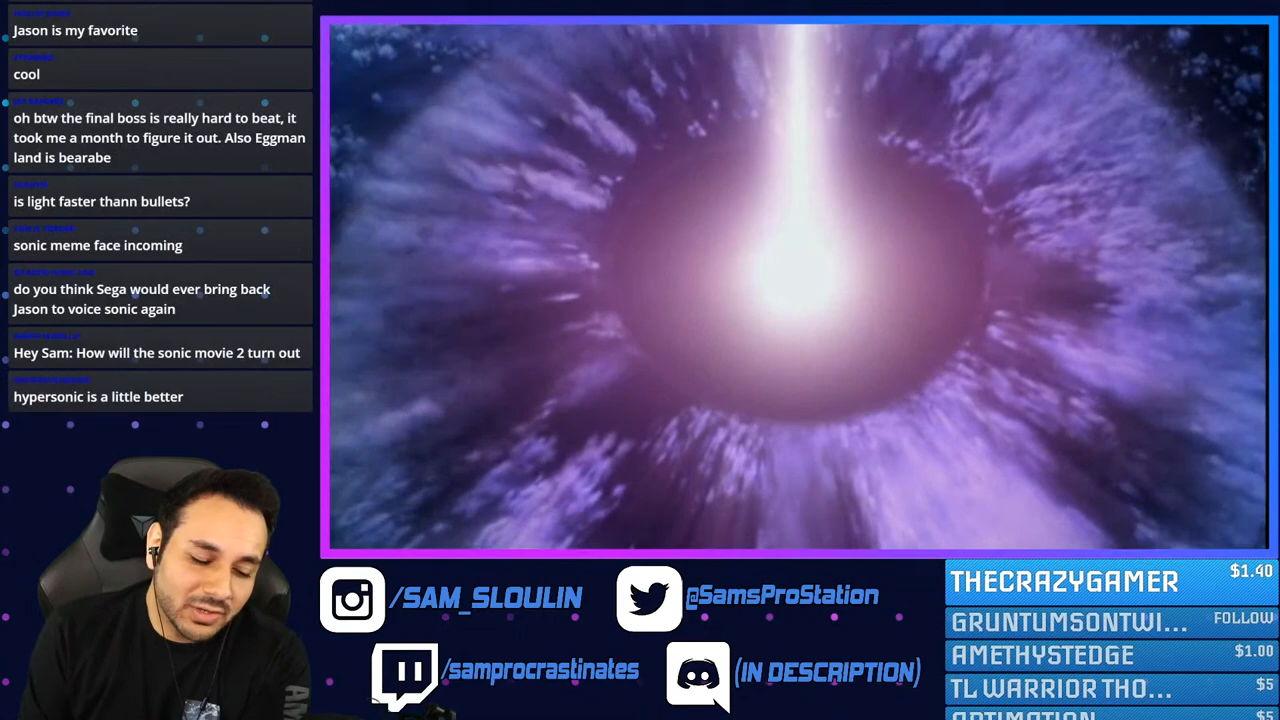 Jason is my favorite
cool
oh btw the final boss is really hard to beat, it
took me a month to figure it out. Also Eggman
land is bearabe
is light faster thann bullets?
sonic meme face incoming
do you think Sega would ever bring back
Jason to voice sonic again
Hey Sam: How will the sonic movie 2 turn out
hypersonic is a little better
/SAM_SLOULIN
@SamsProStation
/samprocrastinates
(IN DESCRIPTION)
THECRAZYGAMER $1.40
GRUNTUMSONTWI... FOLLOW
AMETHYSTEDGE $1.00
TL WARRIOR THO... $5
$5